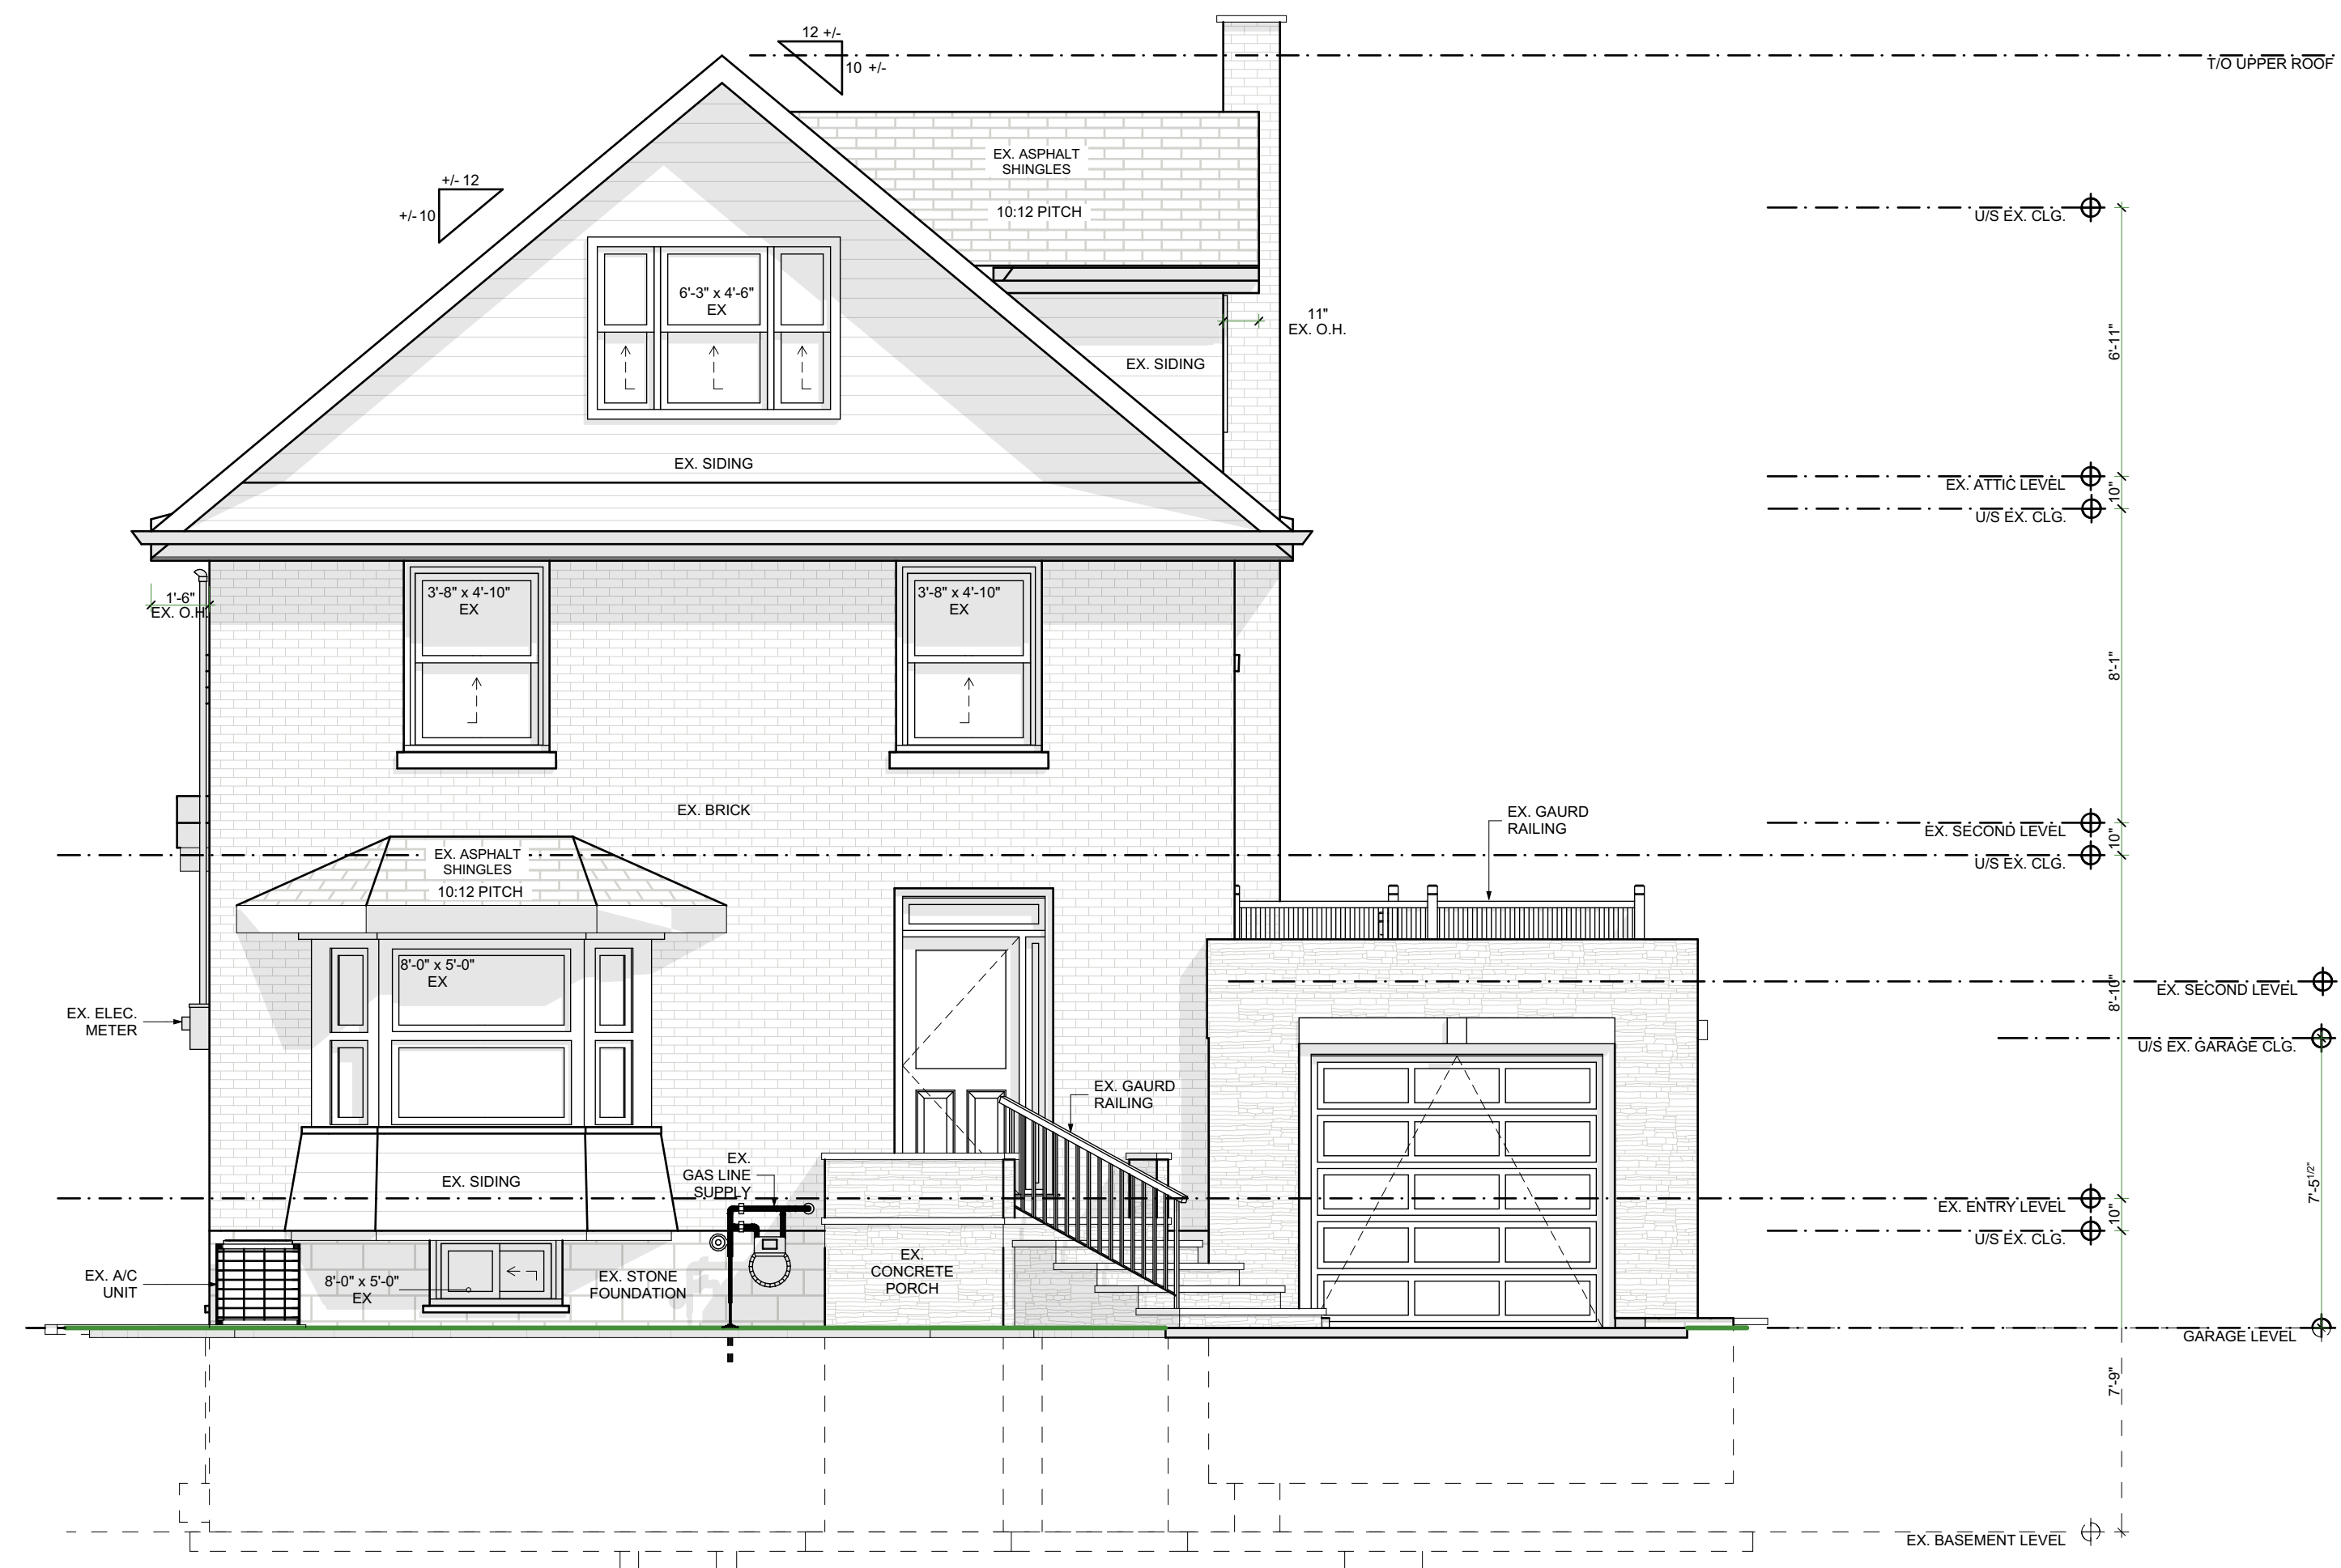 12 +/-
10 +/-
T/O UPPER ROOF
EX. ASPHALT
SHINGLES
10:12 PITCH
+/- 12
+/- 10
U/S EX. CLG.
6'-3" x 4'-6"
EX
11"
EX. O.H.
6'-11"
EX. SIDING
EX. SIDING
EX. ATTIC LEVEL
10"
U/S EX. CLG.
3'-8" x 4'-10"
EX
3'-8" x 4'-10"
EX
1'-6"
EX. O.H.
8'-1"
EX. BRICK
EX. GAURD
RAILING
EX. SECOND LEVEL
10"
U/S EX. CLG.
EX. ASPHALT
SHINGLES
10:12 PITCH
8'-0" x 5'-0"
EX
EX. SECOND LEVEL
8'-10"
EX. ELEC.
METER
U/S EX. GARAGE CLG.
EX. GAURD
RAILING
EX.
GAS LINE
SUPPLY
EX. SIDING
7'-5 1/2"
EX. ENTRY LEVEL
10"
U/S EX. CLG.
EX. A/C
UNIT
8'-0" x 5'-0"
EX
EX. STONE
FOUNDATION
EX.
CONCRETE
PORCH
GARAGE LEVEL
7'-9"
EX. BASEMENT LEVEL